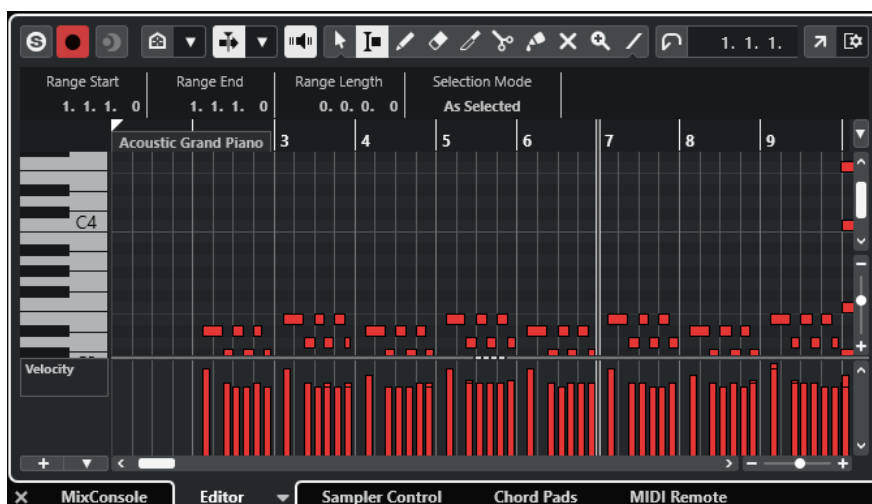 S
1. 1. 1.
Range Start Range End Range Length Selection Mode
1. 1. 1. 0 1. 1. 1. 0 0. 0. 0. 0 As Selected
Acoustic Grand Piano 3 4 5 6 7 8 9
C4
Velocity
MixConsole Editor Sampler Control Chord Pads MIDI Remote